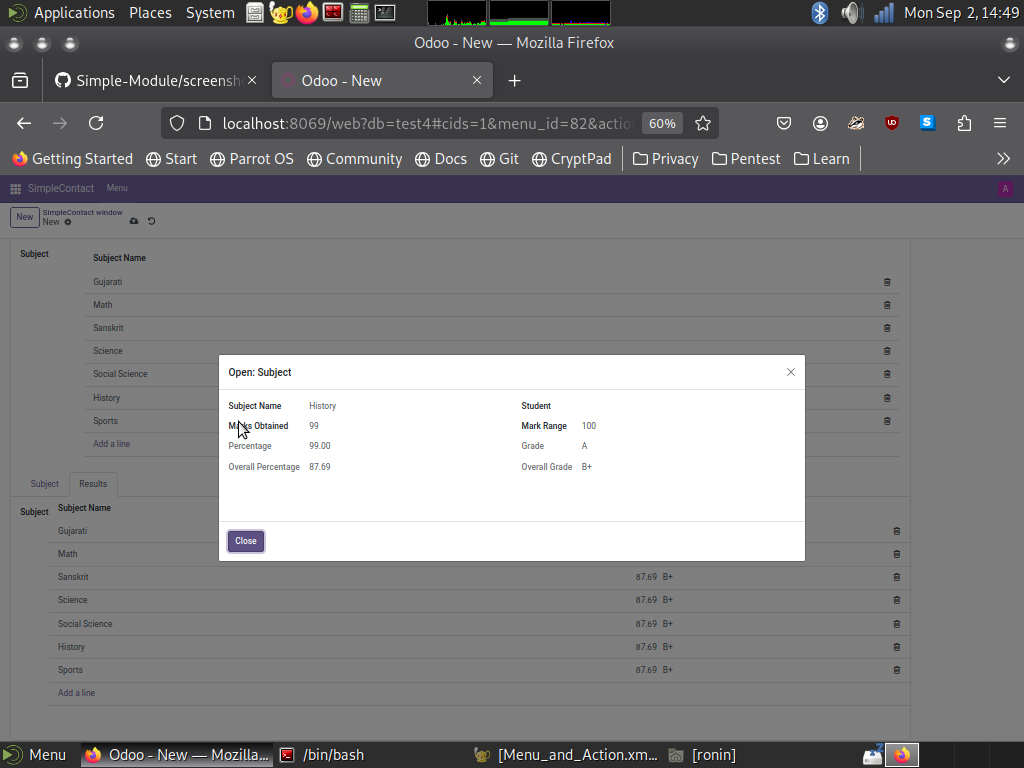 Applications Places System Mon Sep 2, 14:49
Odoo - New — Mozilla Firefox
Simple-Module/screensh Odoo - New
localhost:8069/web?db=test4#cids=1&menu_id=82&actio 60%
Getting Started Start Parrot OS Community Docs Git CryptPad Privacy Pentest Learn
SimpleContact Menu A
New SimpleContact window
New
Subject Subject Name
Gujarati
Math
Sanskrit
Science
Social Science
History
Sports
Add a line
Open: Subject
Subject Name History Student
Marks Obtained 99 Mark Range 100
Percentage 99.00 Grade A
Overall Percentage 87.69 Overall Grade B+
Close
Subject Results
Subject Subject Name
Gujarati
Math
Sanskrit 87.69 B+
Science 87.69 B+
Social Science 87.69 B+
History 87.69 B+
Sports 87.69 B+
Add a line
Menu Odoo - New — Mozilla... /bin/bash [Menu_and_Action.xm... [ronin]